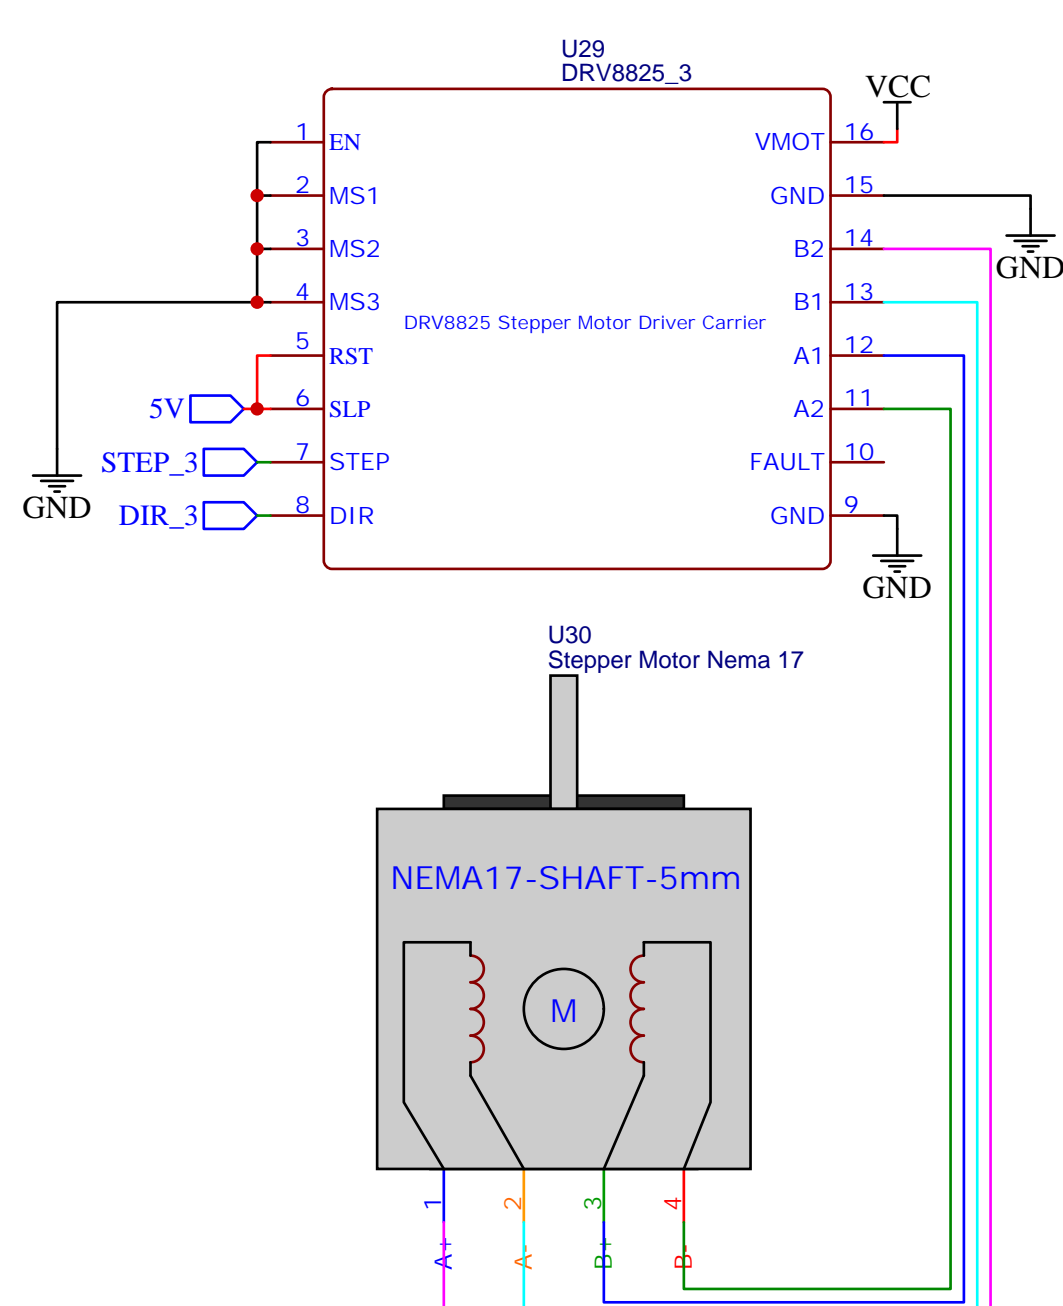 U29
DRV8825_3
VCC
1 EN VMOT 16
2 MS1 GND 15
3 MS2 B2 14
GND
4 MS3 B1 13
DRV8825 Stepper Motor Driver Carrier
5 RST A1 12
5V 6 SLP A2 11
STEP_3 7 STEP FAULT 10
GND
DIR_3 8 DIR GND 9
GND
U30
Stepper Motor Nema 17
NEMA17-SHAFT-5mm
M
1 2 3 4
A+ A- B+ B-